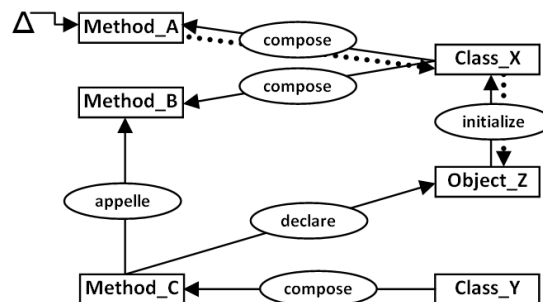 Δ
Method_A
compose
Class_X
compose
Method_B
initialize
Object_Z
appelle
declare
Method_C
compose
Class_Y